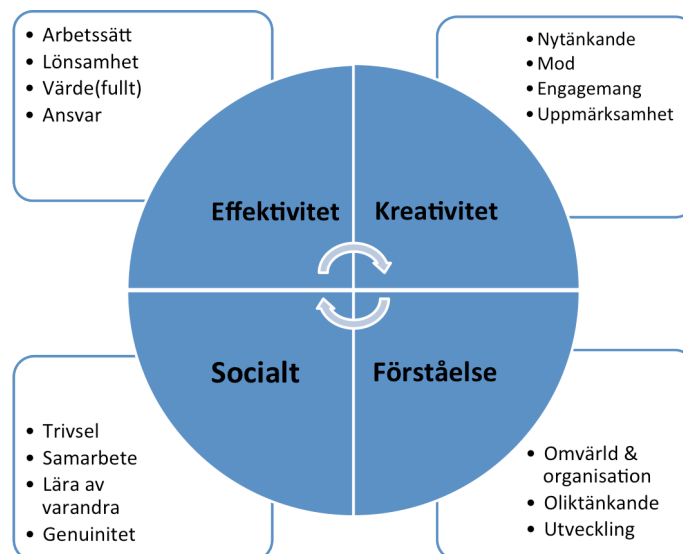 • Arbetssätt
• Lönsamhet
• Värde(fullt)
• Ansvar
• Nytänkande
• Mod
• Engagemang
• Uppmärksamhet
Effektivitet
Kreativitet
Socialt
Förståelse
• Trivsel
• Samarbete
• Lära av
varandra
• Genuinitet
• Omvärld &
organisation
• Oliktänkande
• Utveckling